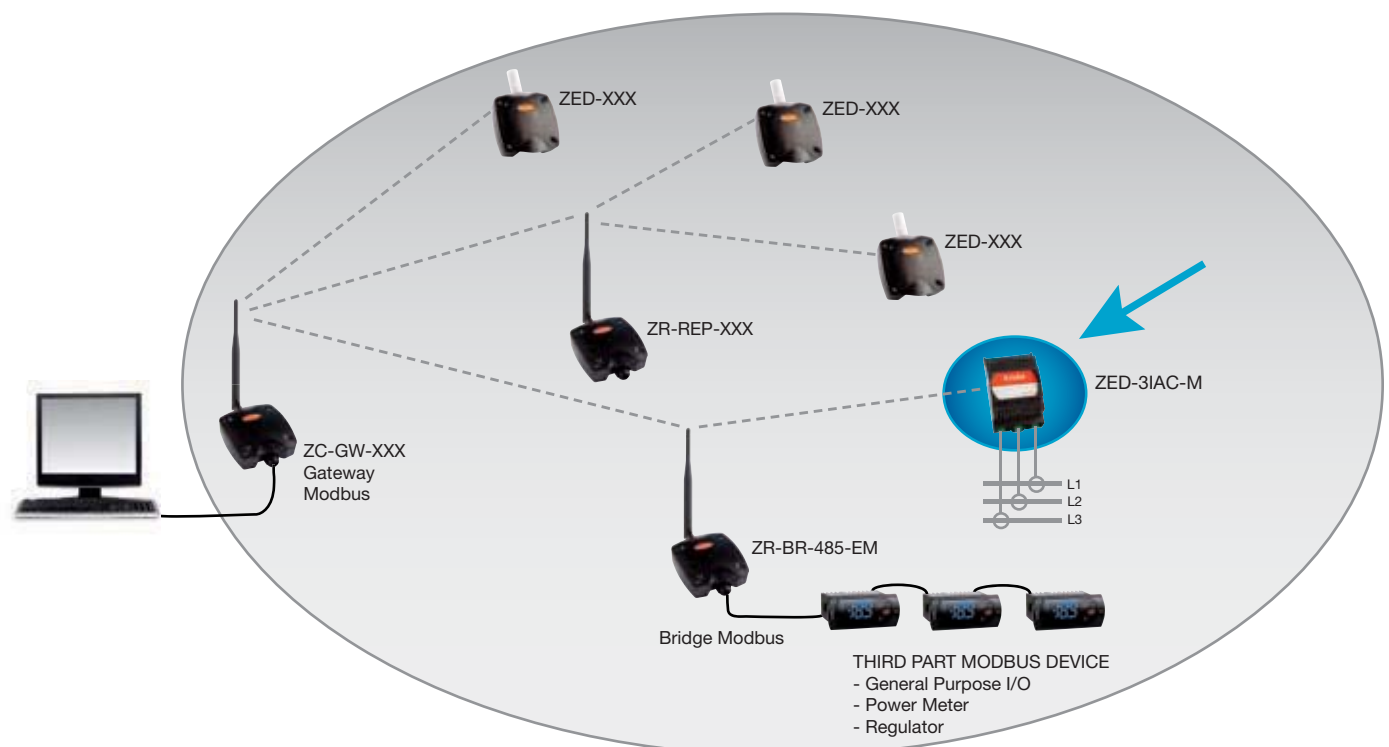 ZED-XXX
ZED-XXX
ZED-XXX
ZR-REP-XXX
ZED-3IAC-M
ZC-GW-XXX
Gateway
Modbus
L1
L2
L3
ZR-BR-485-EM
Bridge Modbus
THIRD PART MODBUS DEVICE
- General Purpose I/O
- Power Meter
- Regulator